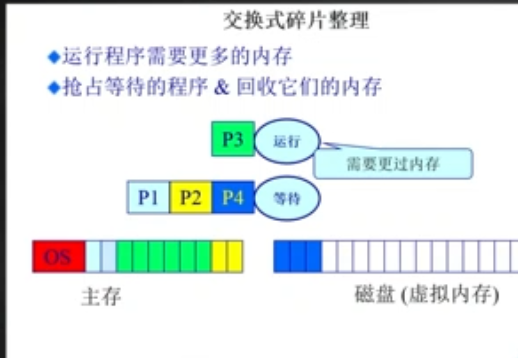 交换式碎片整理
◆运行程序需要更多的内存
◆抢占等待的程序 & 回收它们的内存
P3 运行
需要更过内存
P1 P2 P4 等待
OS
主存 磁盘 (虚拟内存)